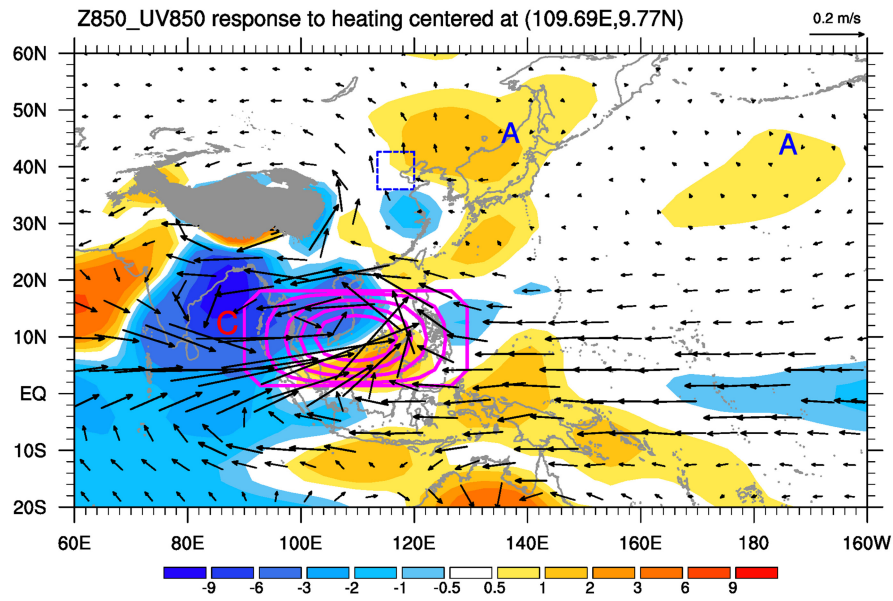 Z850_UV850 response to heating centered at (109.69E,9.77N)
0.2 m/s
60N
50N
40N
30N
20N
10N
EQ
10S
20S
A
A
C
60E 80E 100E 120E 140E 160E 180 160W
-9 -6 -3 -2 -1 -0.5 0.5 1 2 3 6 9